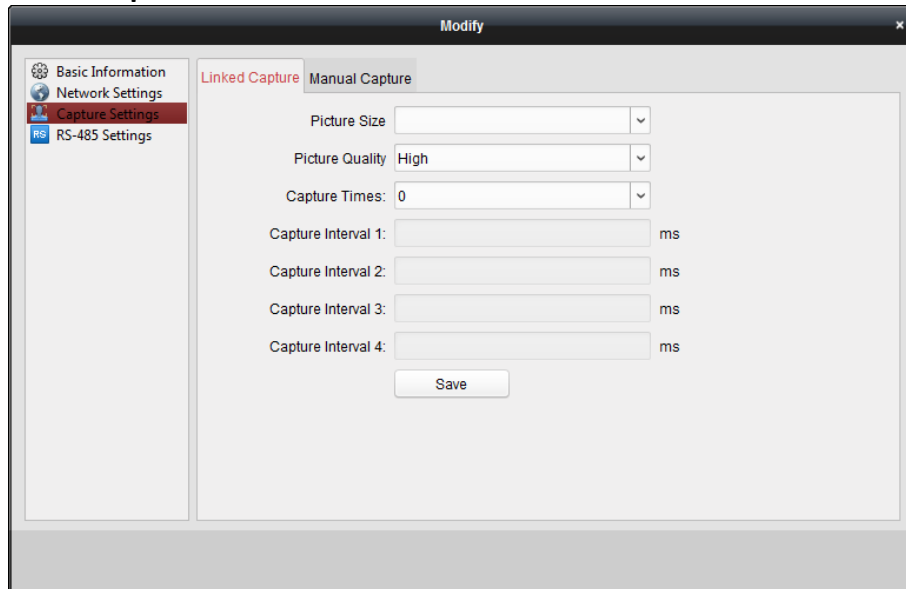 Modify
×
Basic Information
Network Settings
Capture Settings
RS RS-485 Settings
Linked Capture Manual Capture
Picture Size
Picture Quality High
Capture Times: 0
Capture Interval 1: ms
Capture Interval 2: ms
Capture Interval 3: ms
Capture Interval 4: ms
Save